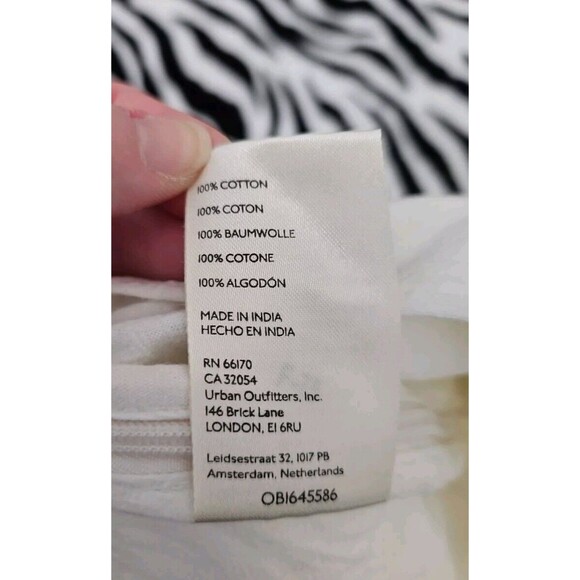 100% COTTON
100% COTON
100% BAUMWOLLE
100% COTONE
100% ALGODÓN
MADE IN INDIA
HECHO EN INDIA
RN 66170
CA 32054
Urban Outfitters, Inc.
146 Brick Lane
LONDON, E1 6RU
Leidsestraat 32, 1017 PB
Amsterdam, Netherlands
OB1645586